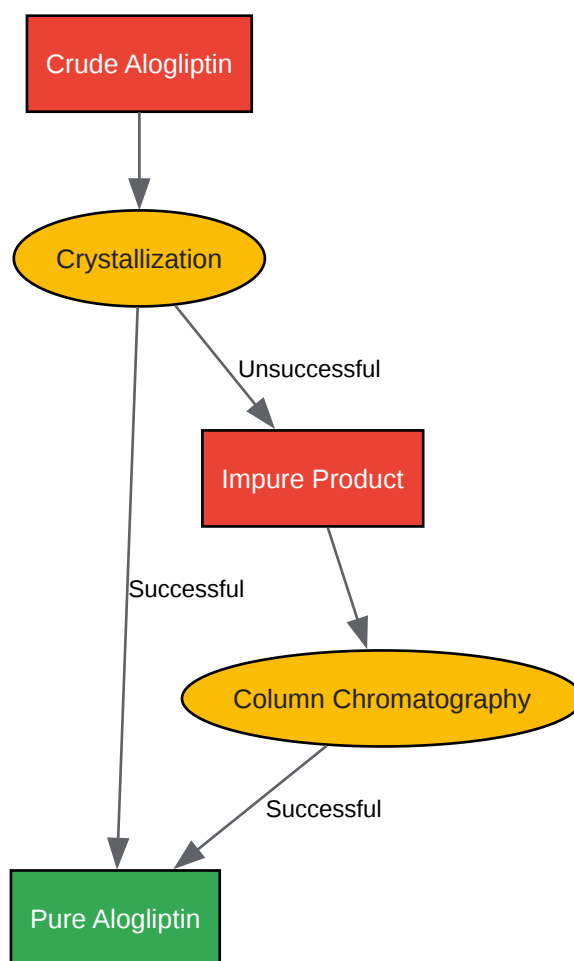 Crude Alogliptin
Crystallization
Unsuccessful
Impure Product
Successful
Column Chromatography
Successful
Pure Alogliptin